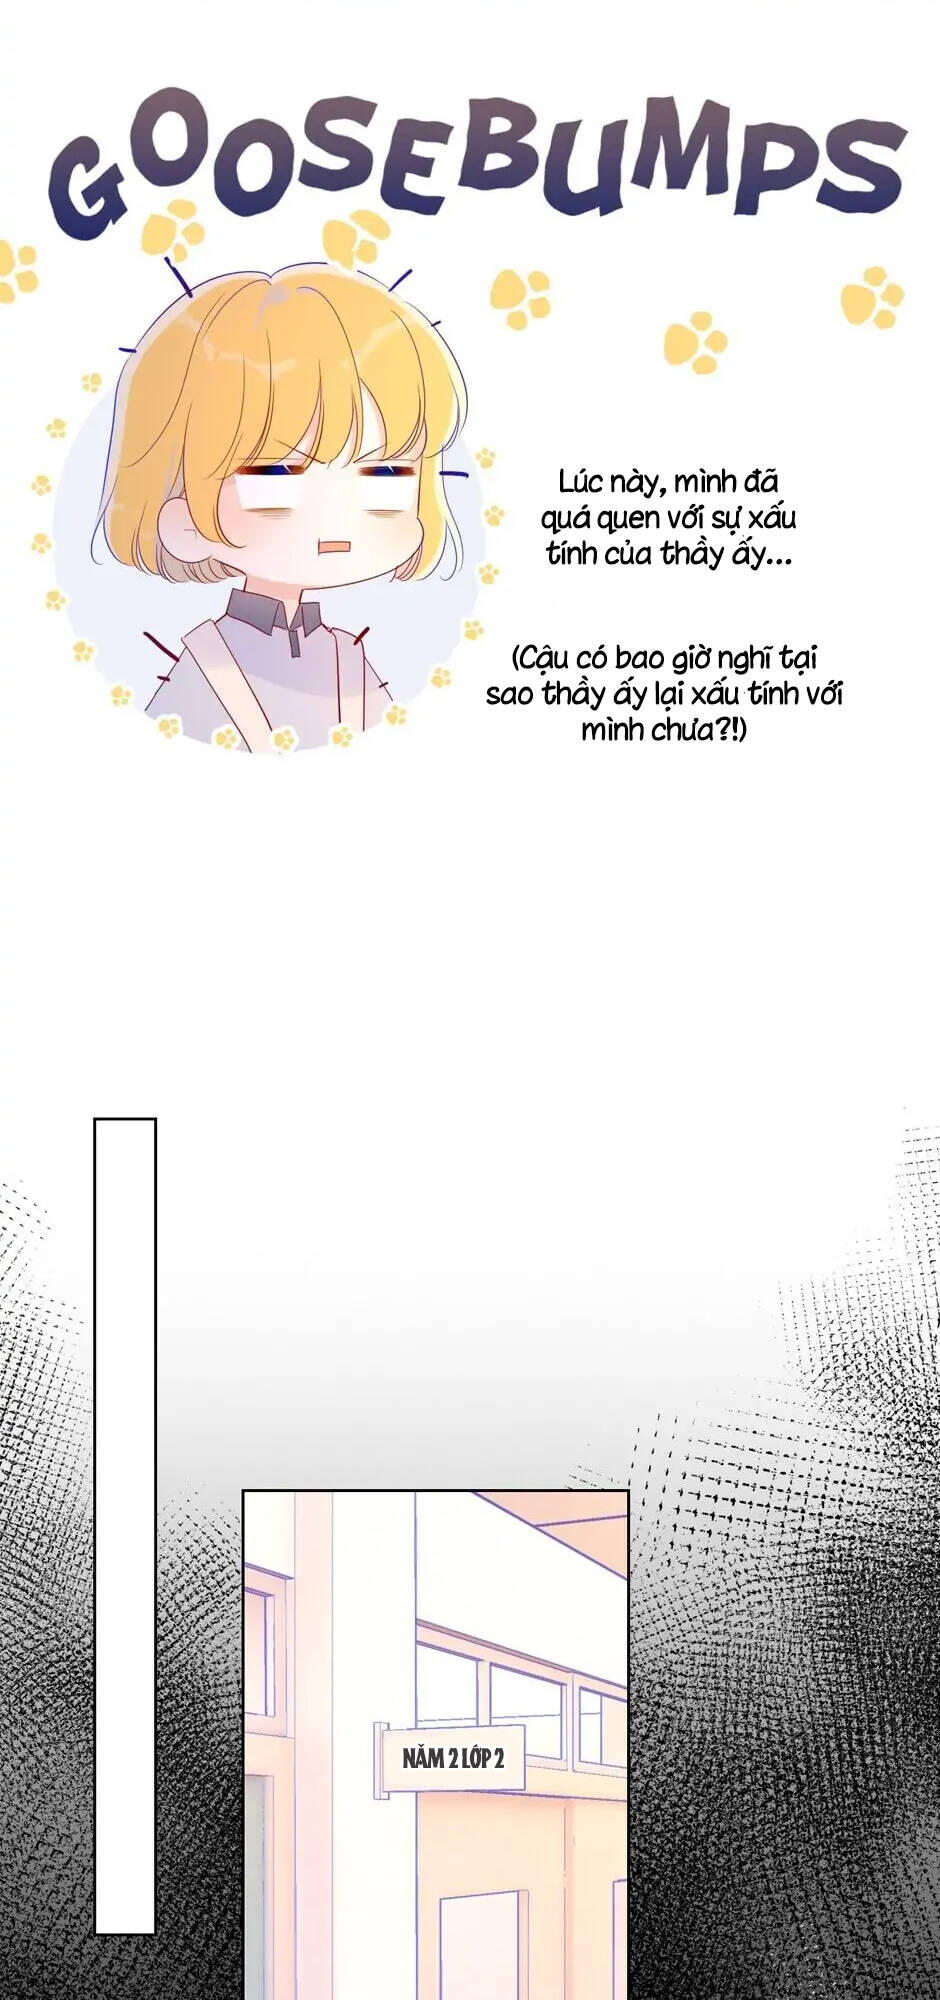 GOOSEBUMPS
Lúc này, mình đã
quá quen với sự xấu
tính của thầy ấy...
(Cậu có bao giờ nghĩ tại
sao thầy ấy lại xấu tính với
mình chưa?!)
NĂM 2 LỚP 2